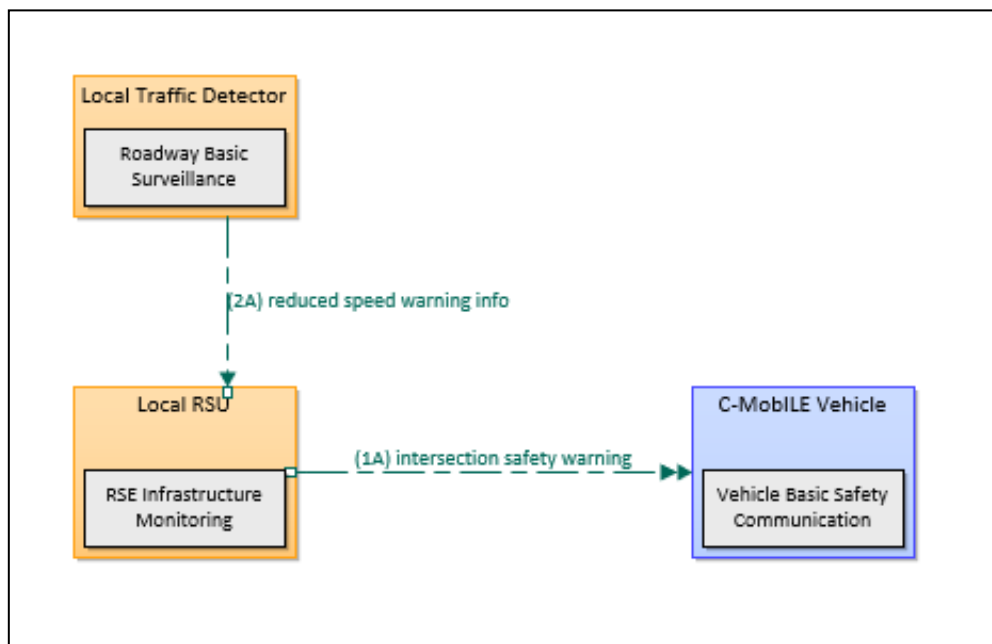 Local Traffic Detector
Roadway Basic
Surveillance
(2A) reduced speed warning info
Local RSU
RSE Infrastructure
Monitoring
(1A) intersection safety warning
C-MobILE Vehicle
Vehicle Basic Safety
Communication